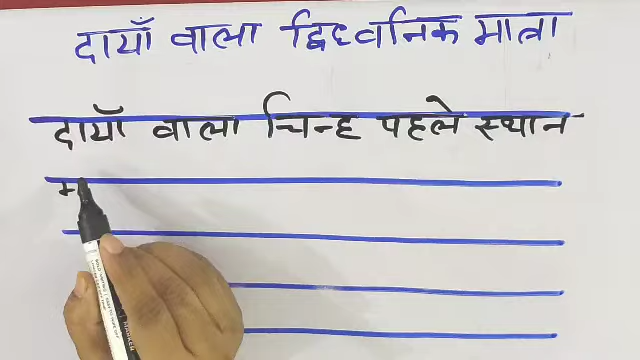 दायाँ वाला द्विध्वनिक मात्रा
दायाँ वाला चिन्ह पहले स्थान